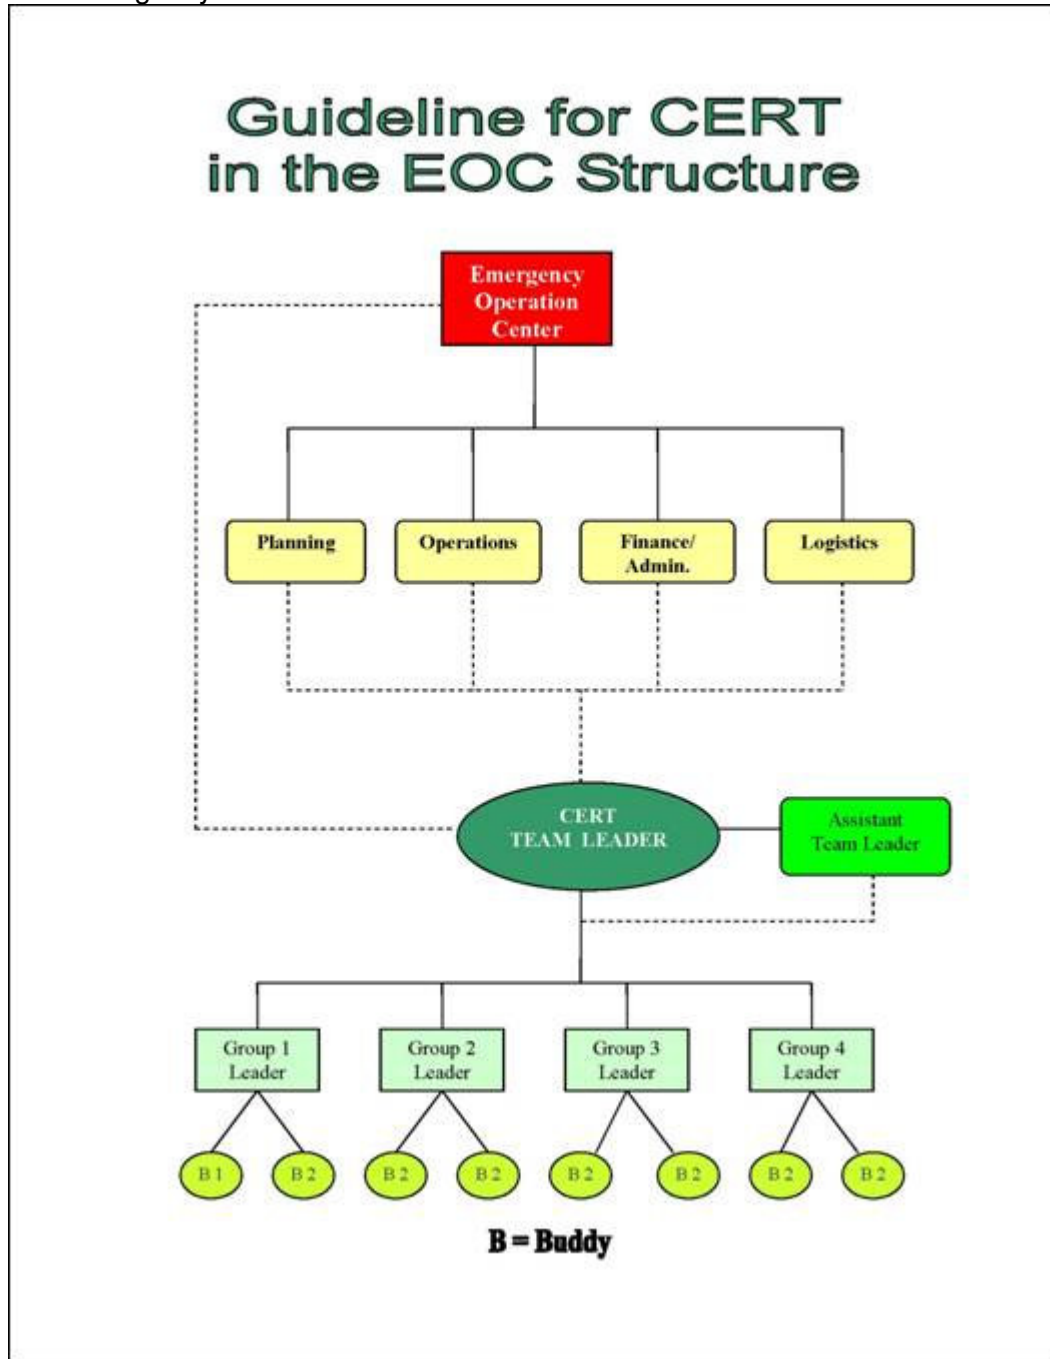 Guideline for CERT
in the EOC Structure
Emergency
Operation
Center
Planning
Operations
Finance/
Admin.
Logistics
CERT
TEAM LEADER
Assistant
Team Leader
Group 1
Leader
Group 2
Leader
Group 3
Leader
Group 4
Leader
B 1
B 2
B 2
B 2
B 2
B 2
B 2
B 2
B = Buddy